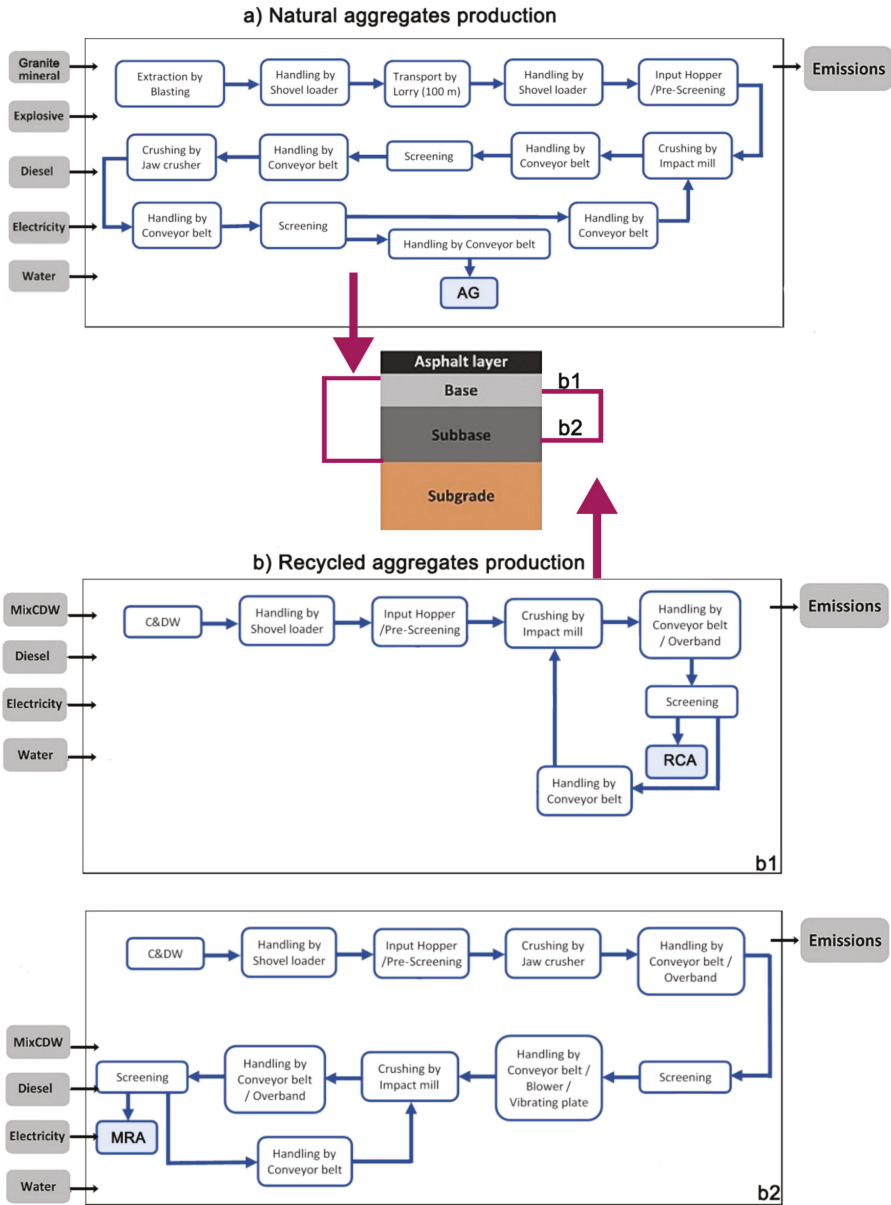 a) Natural aggregates production
Granite
mineral
Explosive
Diesel
Electricity
Water
Extraction by
Blasting
Handling by
Shovel loader
Transport by
Lorry (100 m)
Handling by
Shovel loader
Input Hopper
/Pre-Screening
Emissions
Crushing by
Jaw crusher
Handling by
Conveyor belt
Screening
Handling by
Conveyor belt
Crushing by
Impact mill
Handling by
Conveyor belt
Screening
Handling by Conveyor belt
Handling by
Conveyor belt
AG
Asphalt layer
Base
b1
Subbase
b2
Subgrade
b) Recycled aggregates production
MixCDW
Diesel
Electricity
Water
C&DW
Handling by
Shovel loader
Input Hopper
/Pre-Screening
Crushing by
Impact mill
Handling by
Conveyor belt
/ Overband
Emissions
Screening
RCA
Handling by
Conveyor belt
b1
C&DW
Handling by
Shovel loader
Input Hopper
/Pre-Screening
Crushing by
Jaw crusher
Handling by
Conveyor belt /
Overband
Emissions
MixCDW
Diesel
Electricity
Water
Screening
Handling by
Conveyor belt
/ Overband
Crushing by
Impact mill
Handling by
Conveyor belt /
Blower /
Vibrating plate
Screening
MRA
Handling by
Conveyor belt
b2